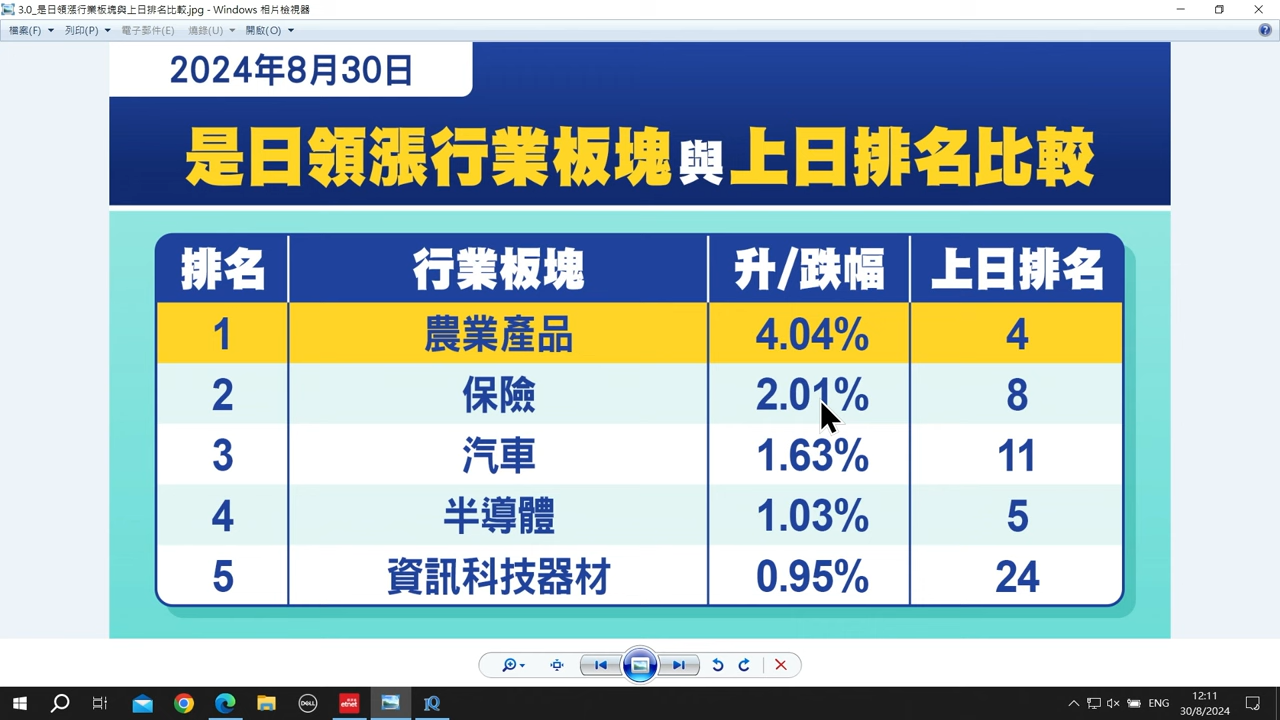 3.0_是日領漲行業板塊與上日排名比較.jpg - Windows 相片檢視器
檔案(F) 列印(P) 電子郵件(E) 燒錄(U) 開啟(O)
2024年8月30日
是日領漲行業板塊與上日排名比較
排名 行業板塊 升/跌幅 上日排名
1 農業產品 4.04% 4
2 保險 2.01% 8
3 汽車 1.63% 11
4 半導體 1.03% 5
5 資訊科技器材 0.95% 24
DELL etnet IQ ENG 12:11
30/8/2024